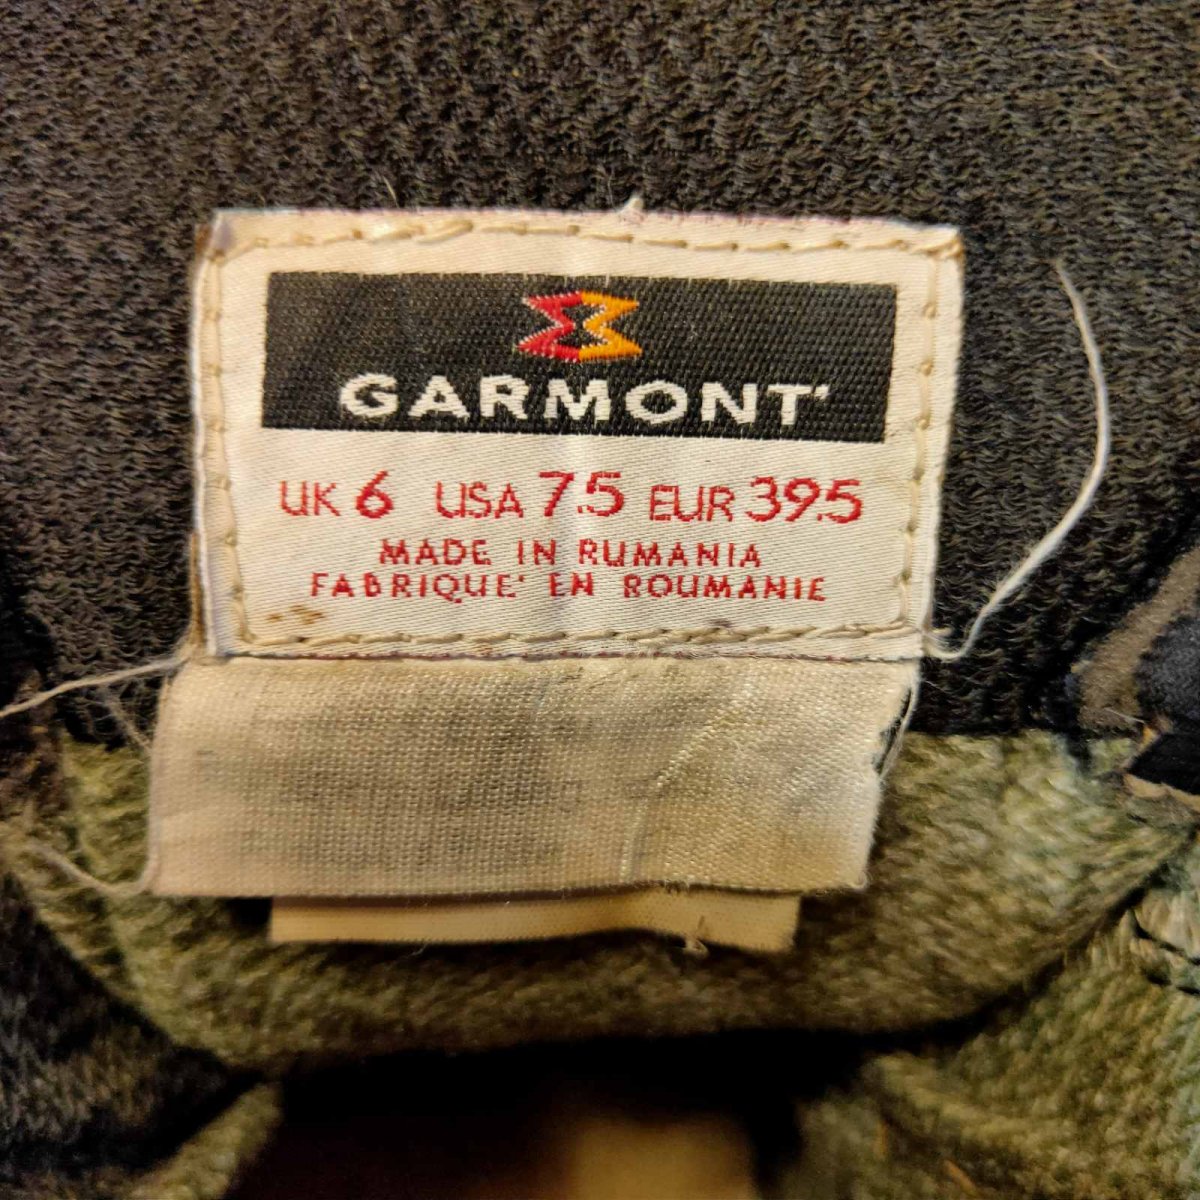 GARMONT
UK 6 USA 7.5 EUR 39.5
MADE IN RUMANIA
FABRIQUE' EN ROUMANIE